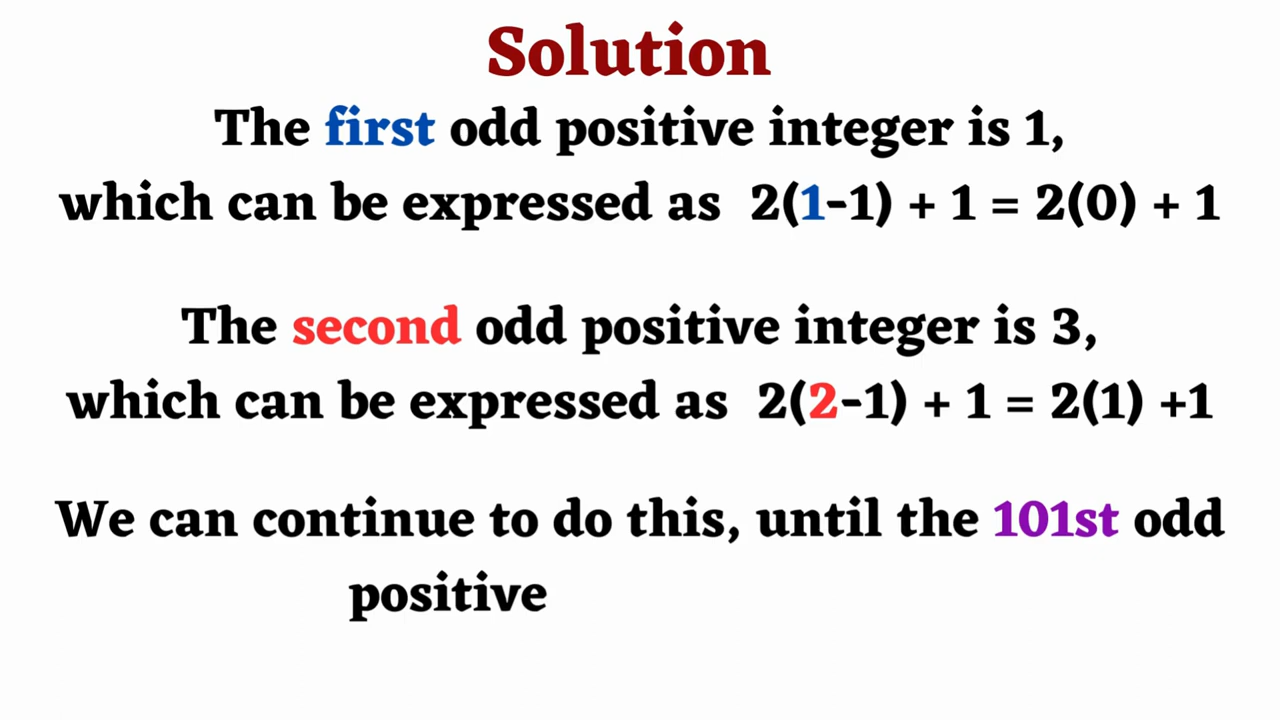 Solution
The first odd positive integer is 1,
which can be expressed as 2(1-1) + 1 = 2(0) + 1
The second odd positive integer is 3,
which can be expressed as 2(2-1) + 1 = 2(1) +1
We can continue to do this, until the 101st odd
positive